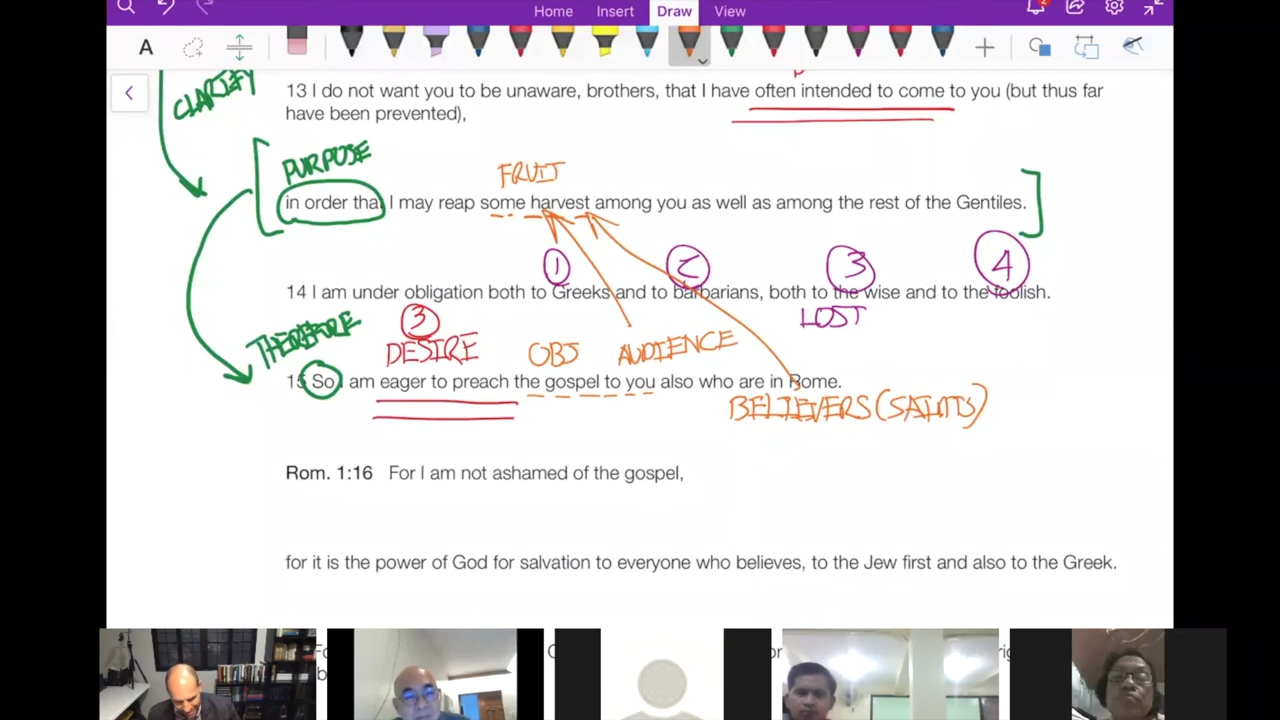 Home Insert Draw View
A
CLARIFY
13 I do not want you to be unaware, brothers, that I have often intended to come to you (but thus far
have been prevented),
PURPOSE
FRUIT
in order that I may reap some harvest among you as well as among the rest of the Gentiles.
1 2 3 4
14 I am under obligation both to Greeks and to barbarians, both to the wise and to the foolish.
LOST
THEREFORE
3
DESIRE OBJ AUDIENCE
15 So I am eager to preach the gospel to you also who are in Rome.
BELIEVERS (SAINTS)
Rom. 1:16 For I am not ashamed of the gospel,
for it is the power of God for salvation to everyone who believes, to the Jew first and also to the Greek.